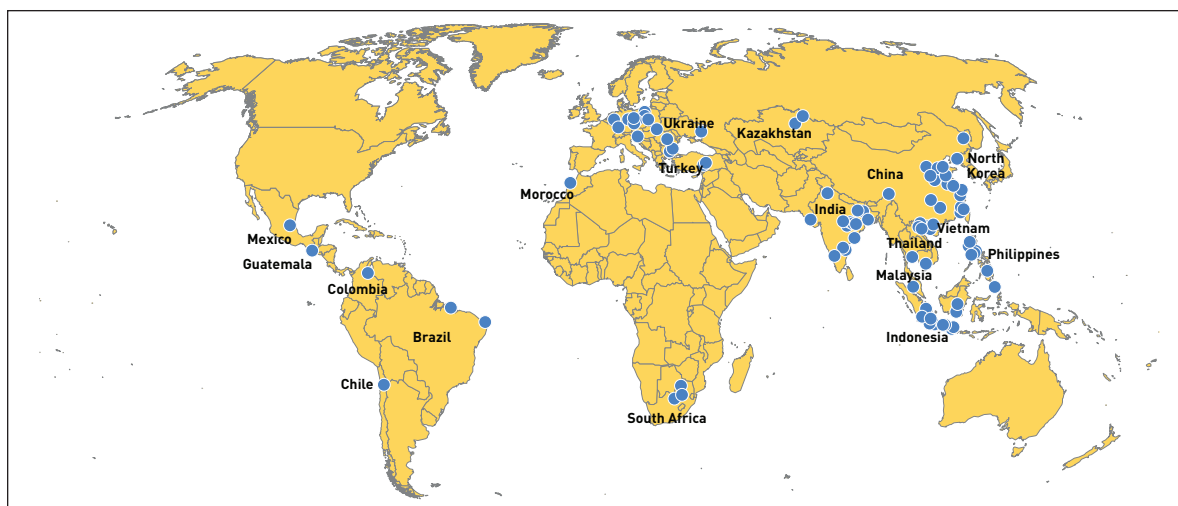 Ukraine
Kazakhstan
North
Korea
China
Turkey
Morocco
India
Mexico
Vietnam
Thailand
Guatemala
Philippines
Malaysia
Colombia
Brazil
Indonesia
Chile
South Africa